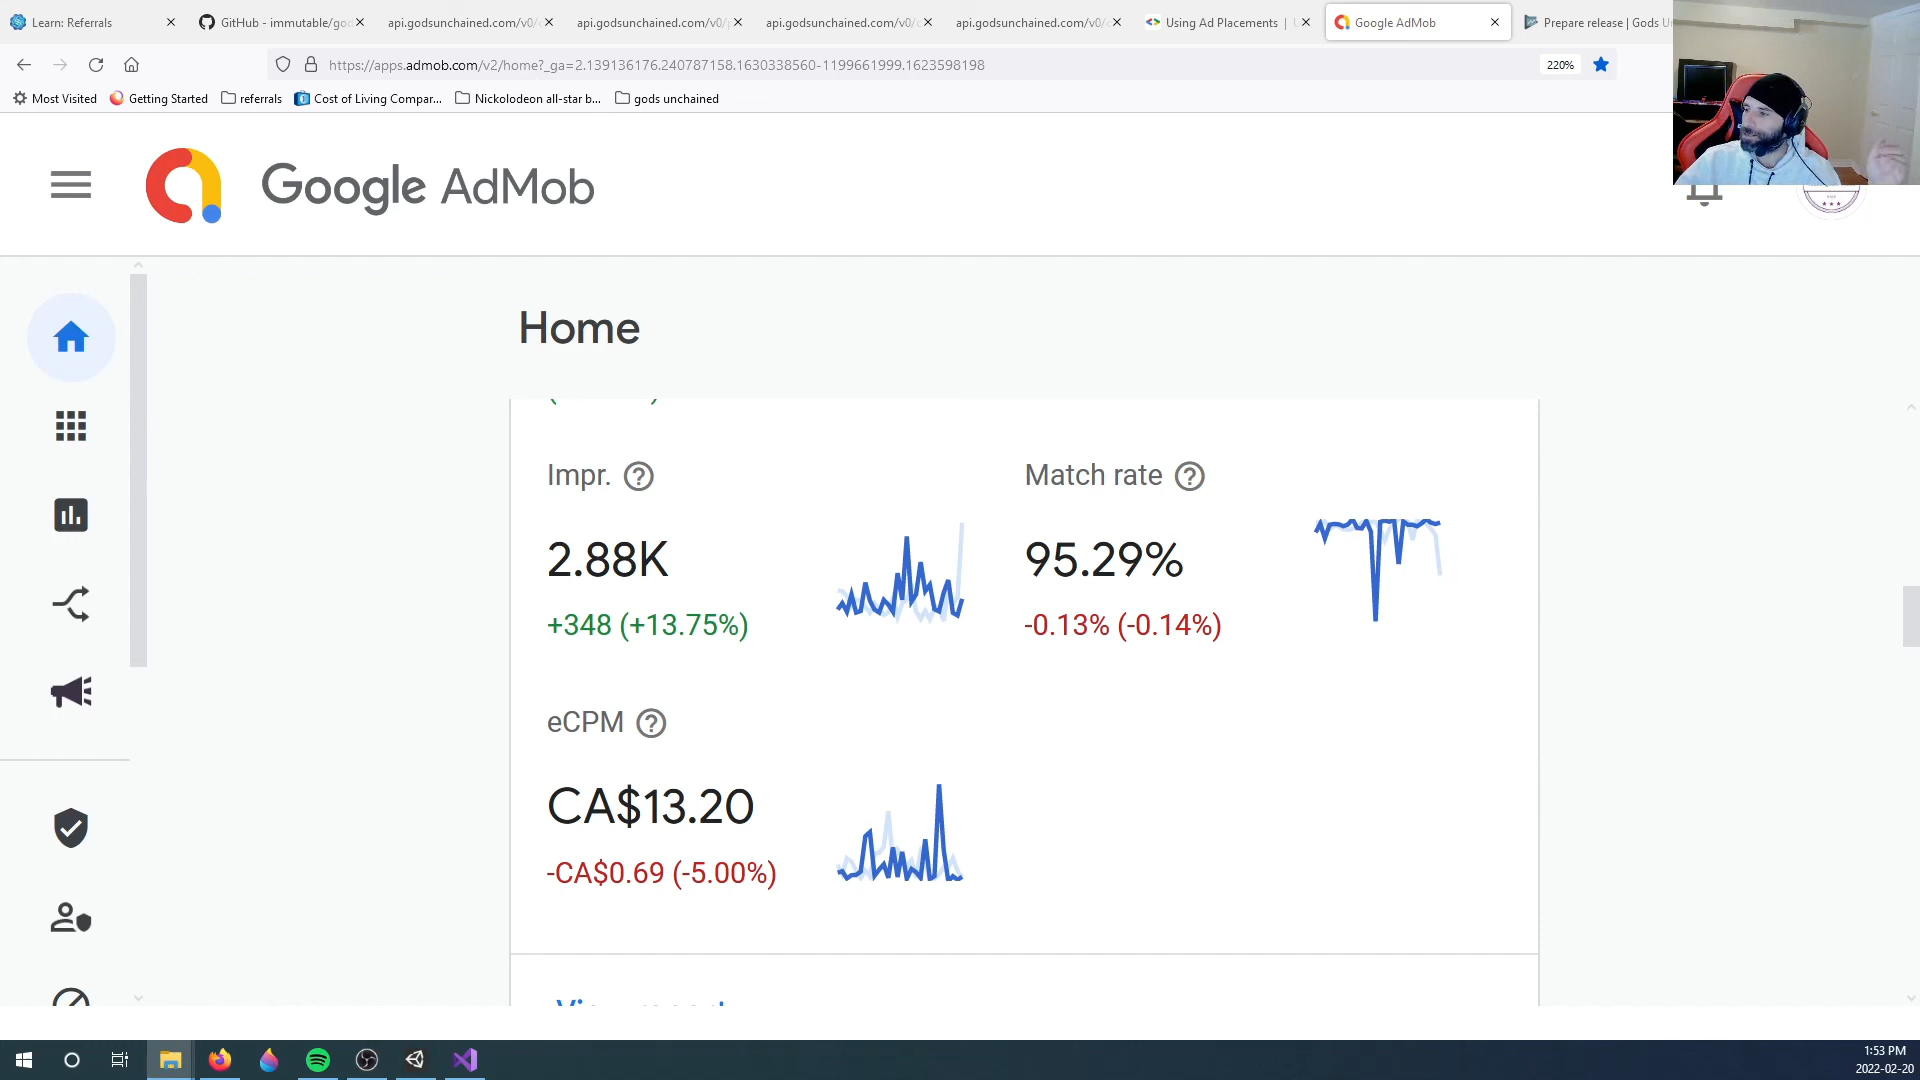 Learn: Referrals
GitHub - immutable/god
api.godsunchained.com/v0/
api.godsunchained.com/v0/
api.godsunchained.com/v0/
api.godsunchained.com/v0/
Using Ad Placements |
Google AdMob
Prepare release | Gods U
https://apps.admob.com/v2/home?_ga=2.139136176.240787158.1630338560-1199661999.1623598198
220%
Most Visited
Getting Started
referrals
Cost of Living Compar...
Nickolodeon all-star b...
gods unchained
Google AdMob
Home
Impr.
Match rate
2.88K
95.29%
+348 (+13.75%)
-0.13% (-0.14%)
eCPM
CA$13.20
-CA$0.69 (-5.00%)
View report
1:53 PM
2022-02-20